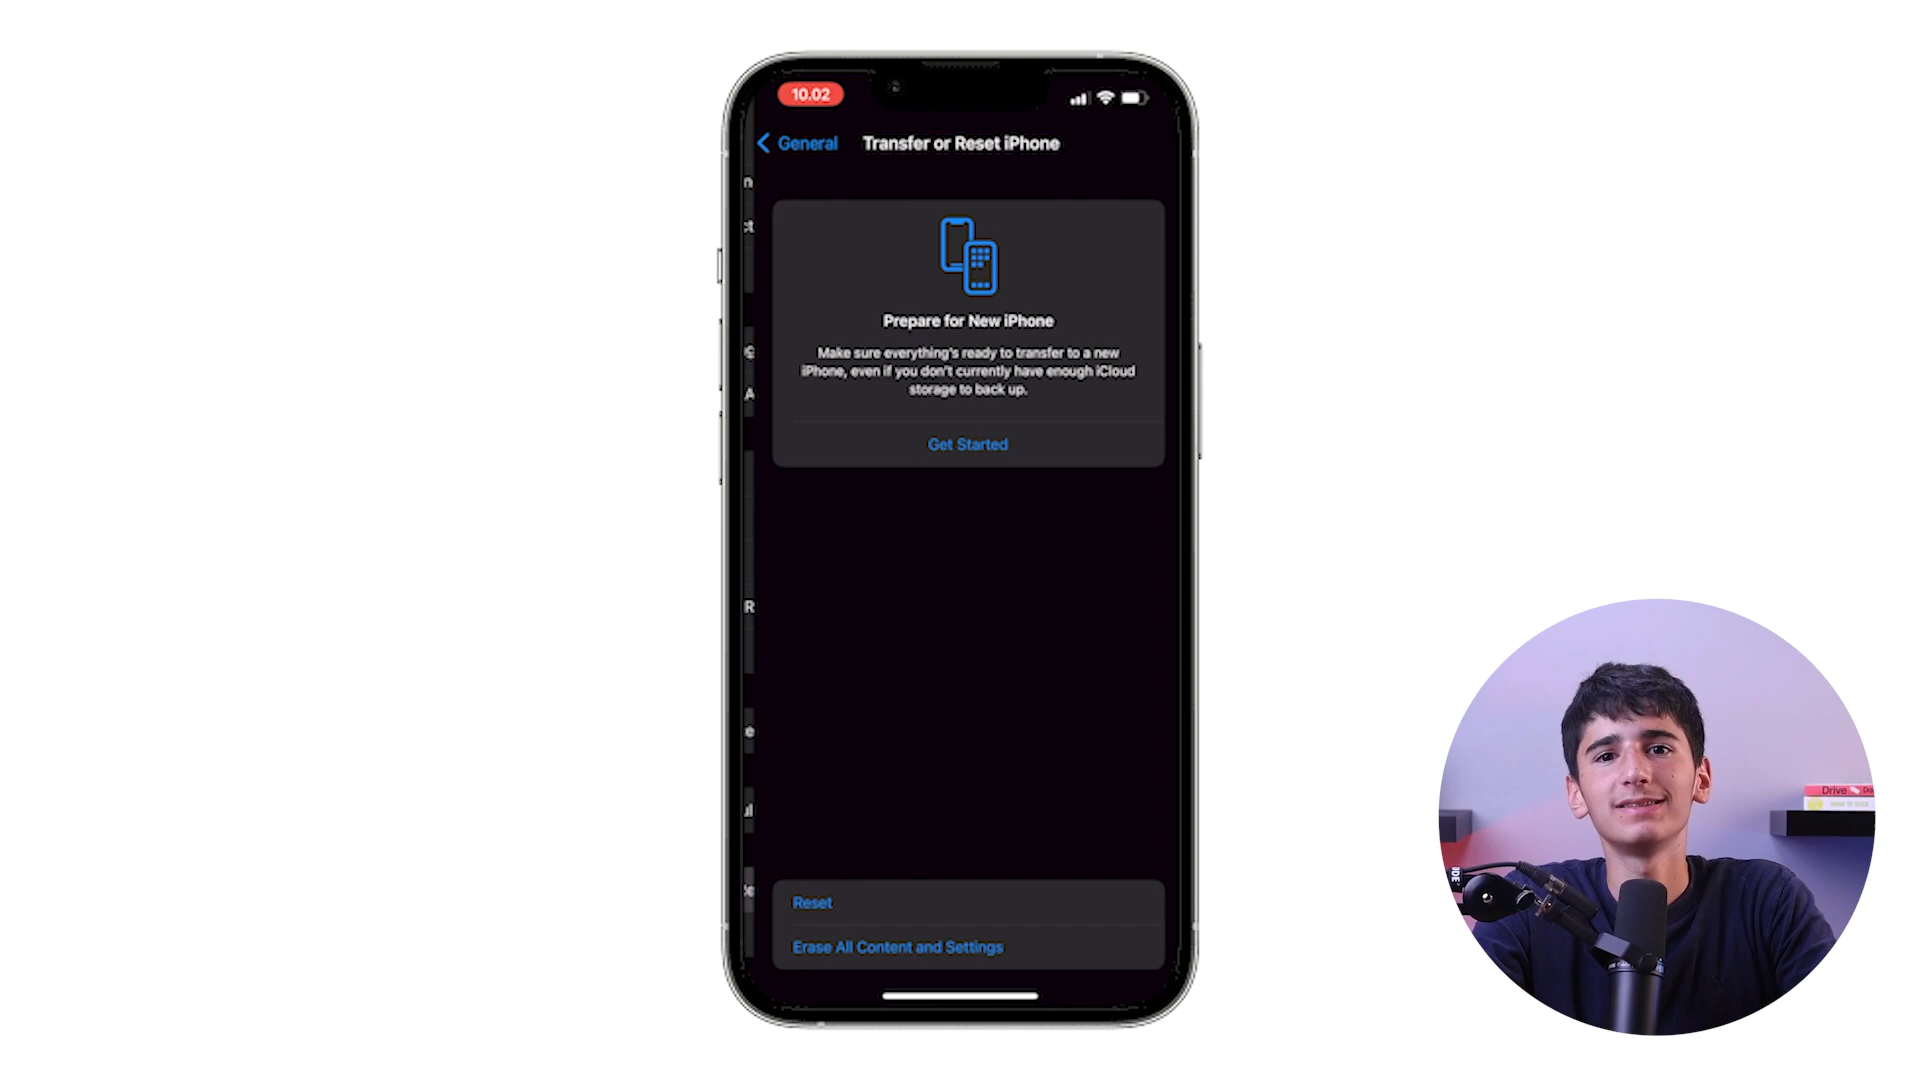 10.02
General
Transfer or Reset iPhone
Prepare for New iPhone
Make sure everything's ready to transfer to a new
iPhone, even if you don't currently have enough iCloud
storage to back up.
Get Started
Reset
Erase All Content and Settings
Drive